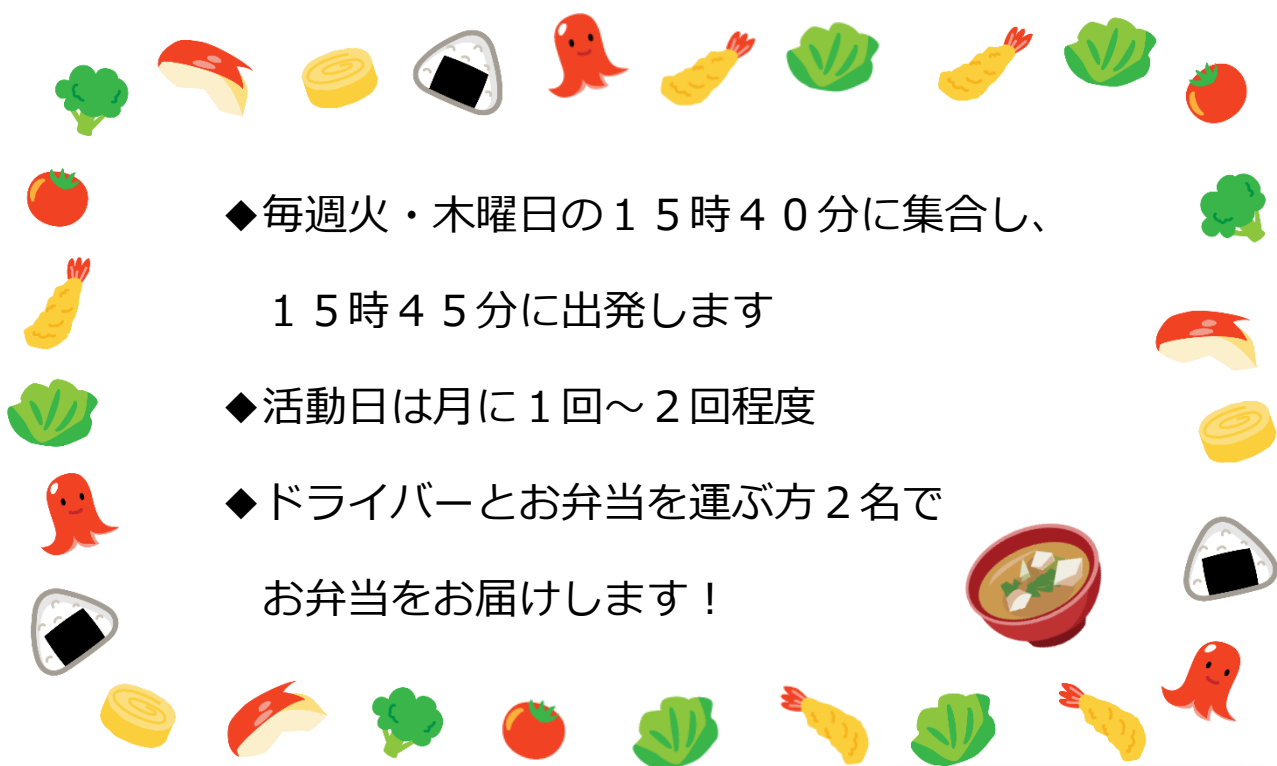 ◆毎週火・木曜日の１５時４０分に集合し、
１５時４５分に出発します
◆活動日は月に１回～２回程度
◆ドライバーとお弁当を運ぶ方２名で
お弁当をお届けします！